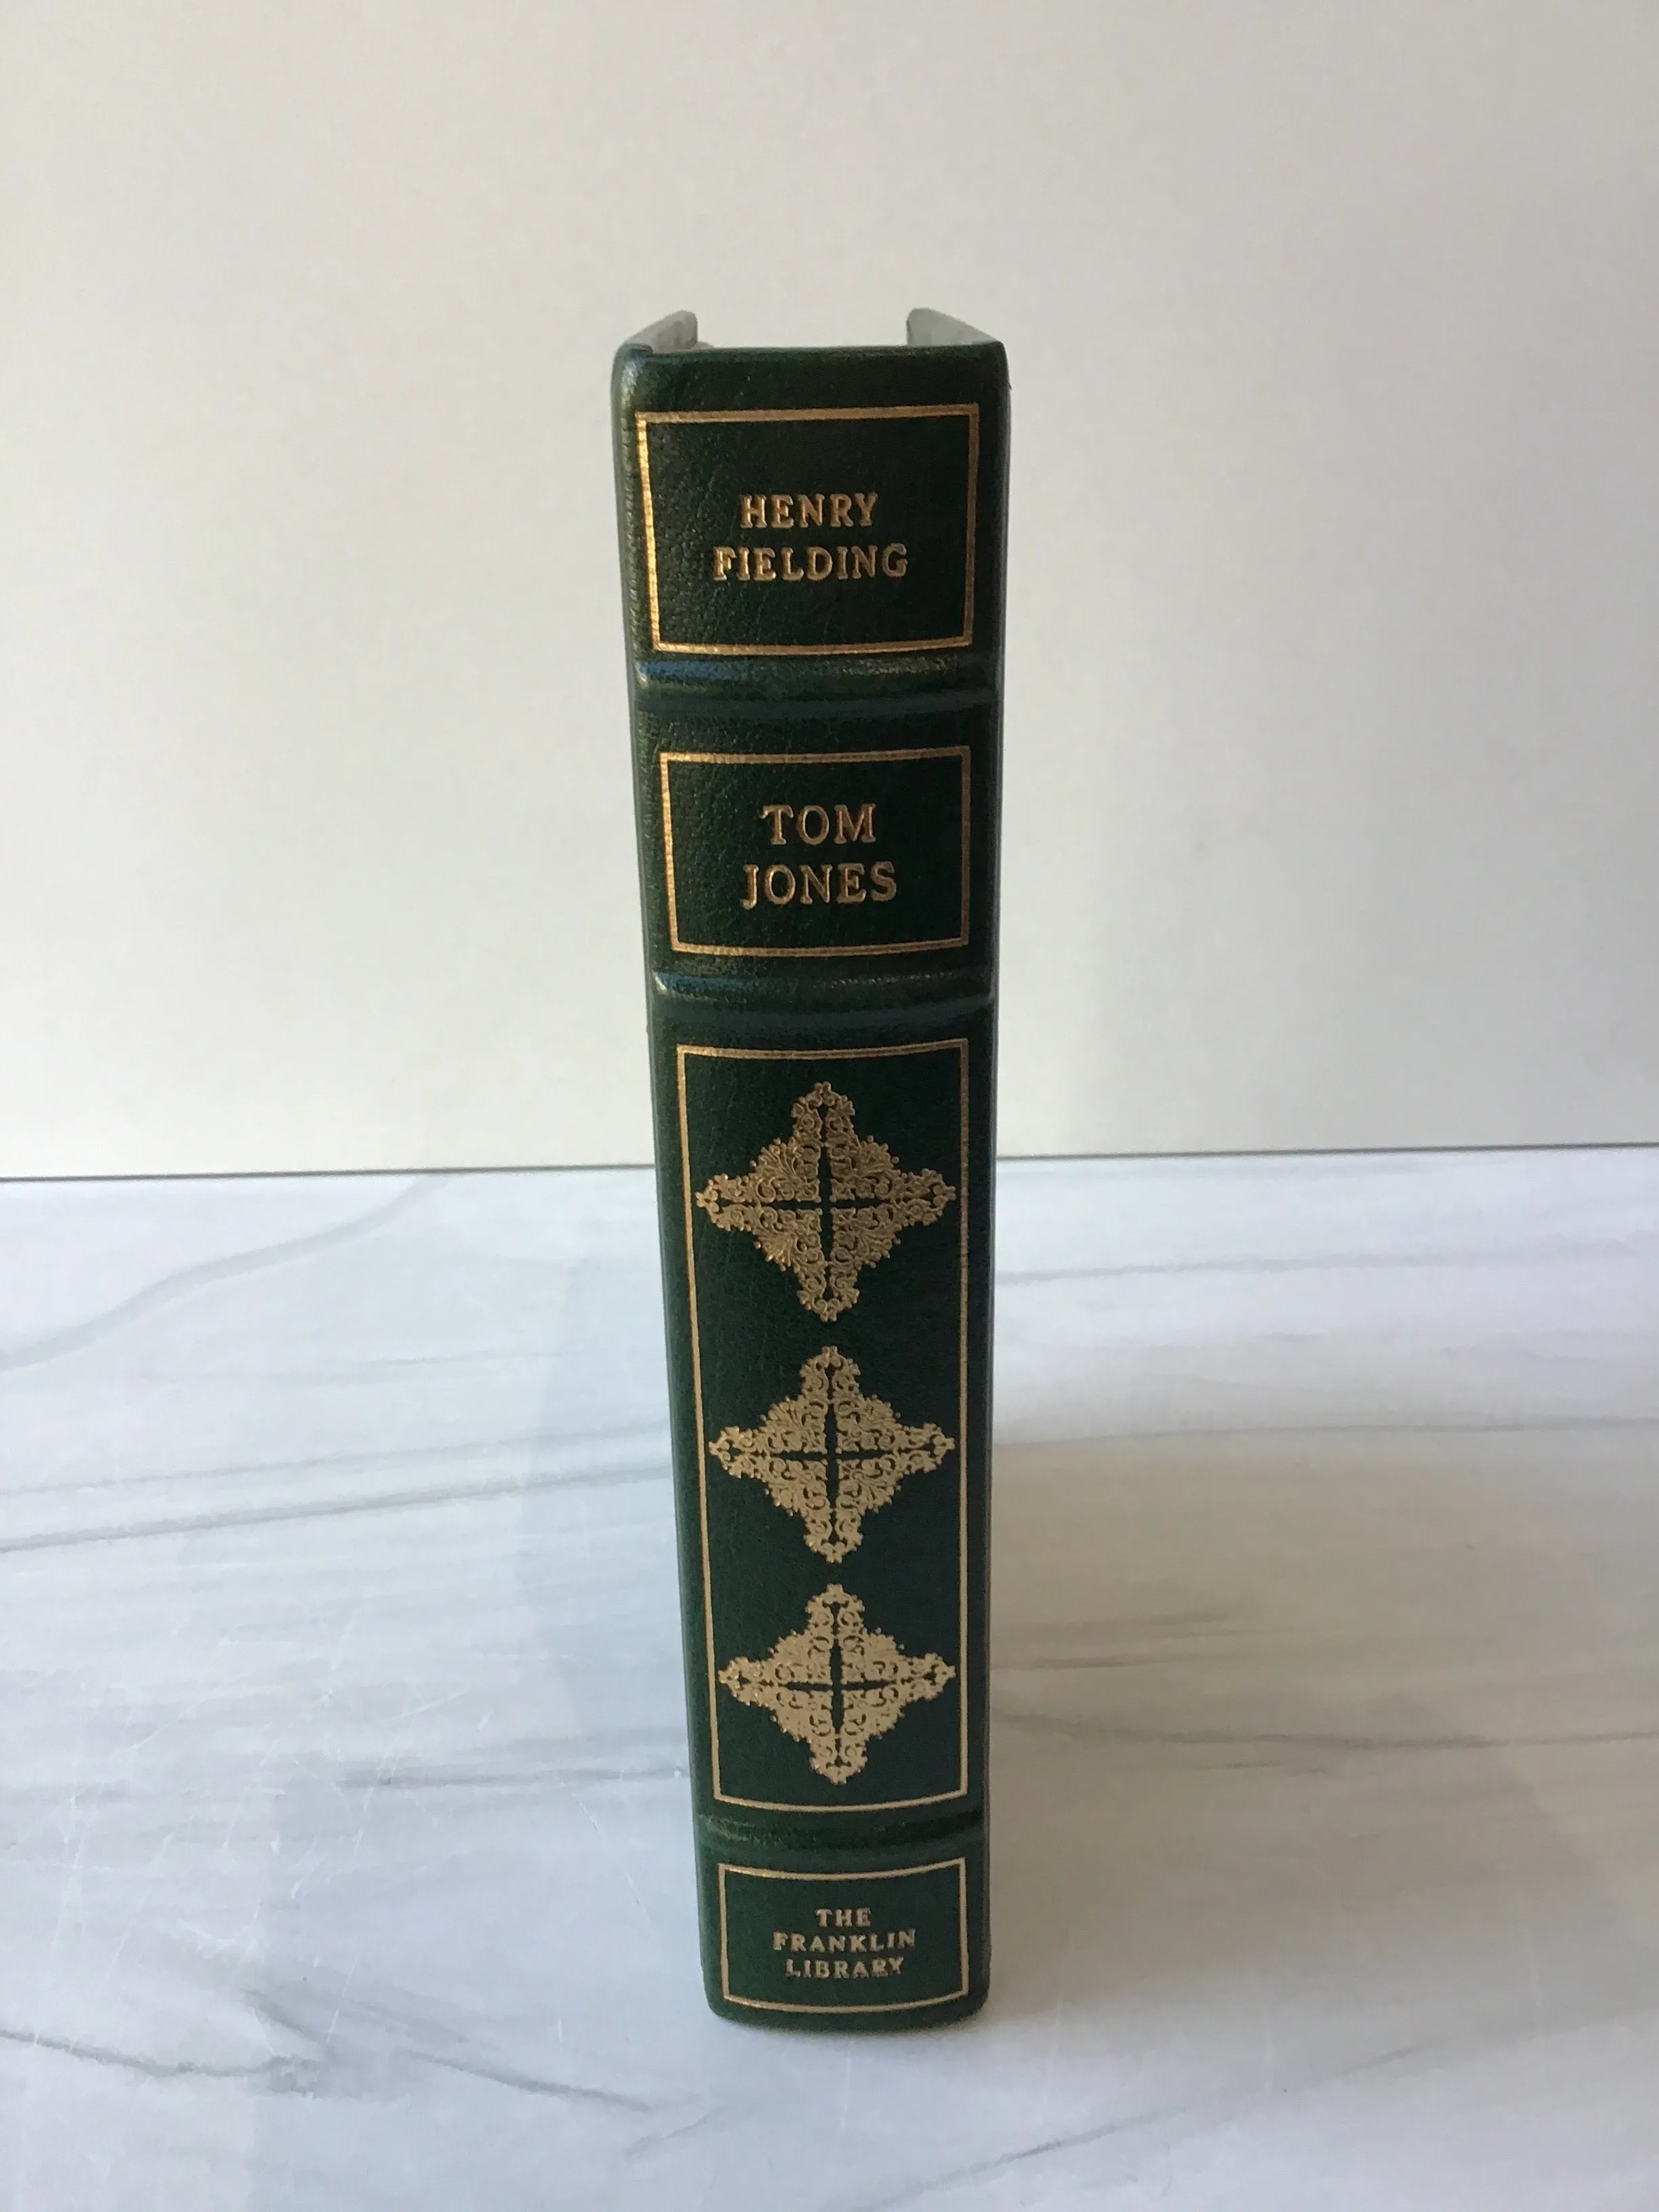 HENRY
FIELDING
TOM
JONES
THE
FRANKLIN
LIBRARY